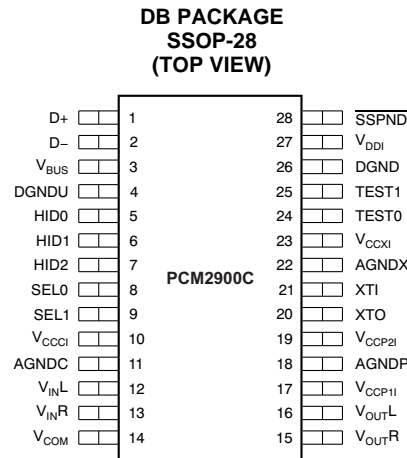 DB PACKAGE
SSOP-28
(TOP VIEW)
D+ 1 28 SSPND
D− 2 27 VDDI
VBUS 3 26 DGND
DGNDU 4 25 TEST1
HID0 5 24 TEST0
HID1 6 23 VCCXI
HID2 7 22 AGNDX
PCM2900C
SEL0 8 21 XTI
SEL1 9 20 XTO
VCCCI 10 19 VCCP2I
AGNDC 11 18 AGNDP
VINL 12 17 VCCP1I
VINR 13 16 VOUTL
VCOM 14 15 VOUTR